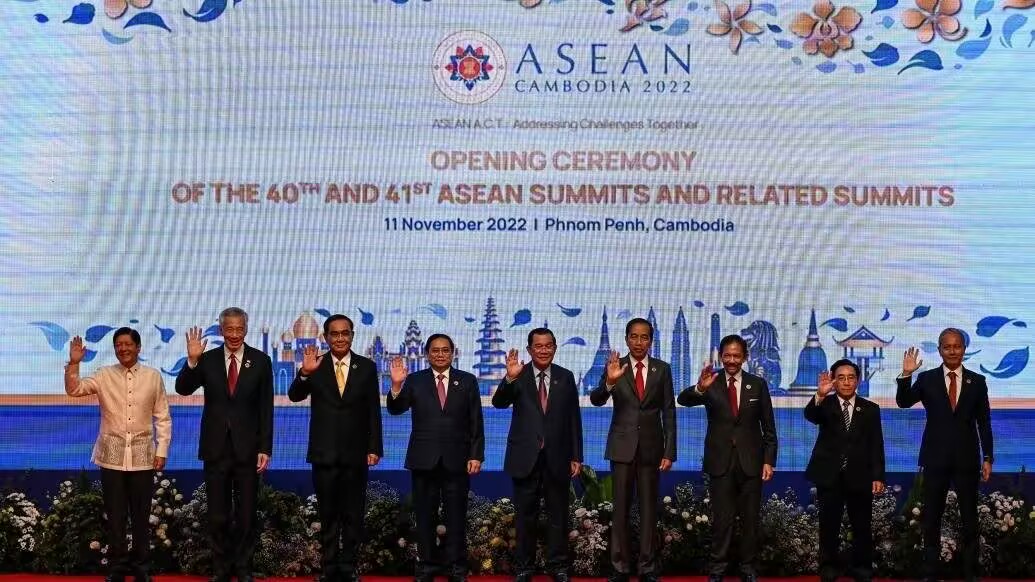 ASEAN
CAMBODIA 2022
ASEAN A.C.T.: Addressing Challenges Together
OPENING CEREMONY
OF THE 40TH AND 41ST ASEAN SUMMITS AND RELATED SUMMITS
11 November 2022 | Phnom Penh, Cambodia